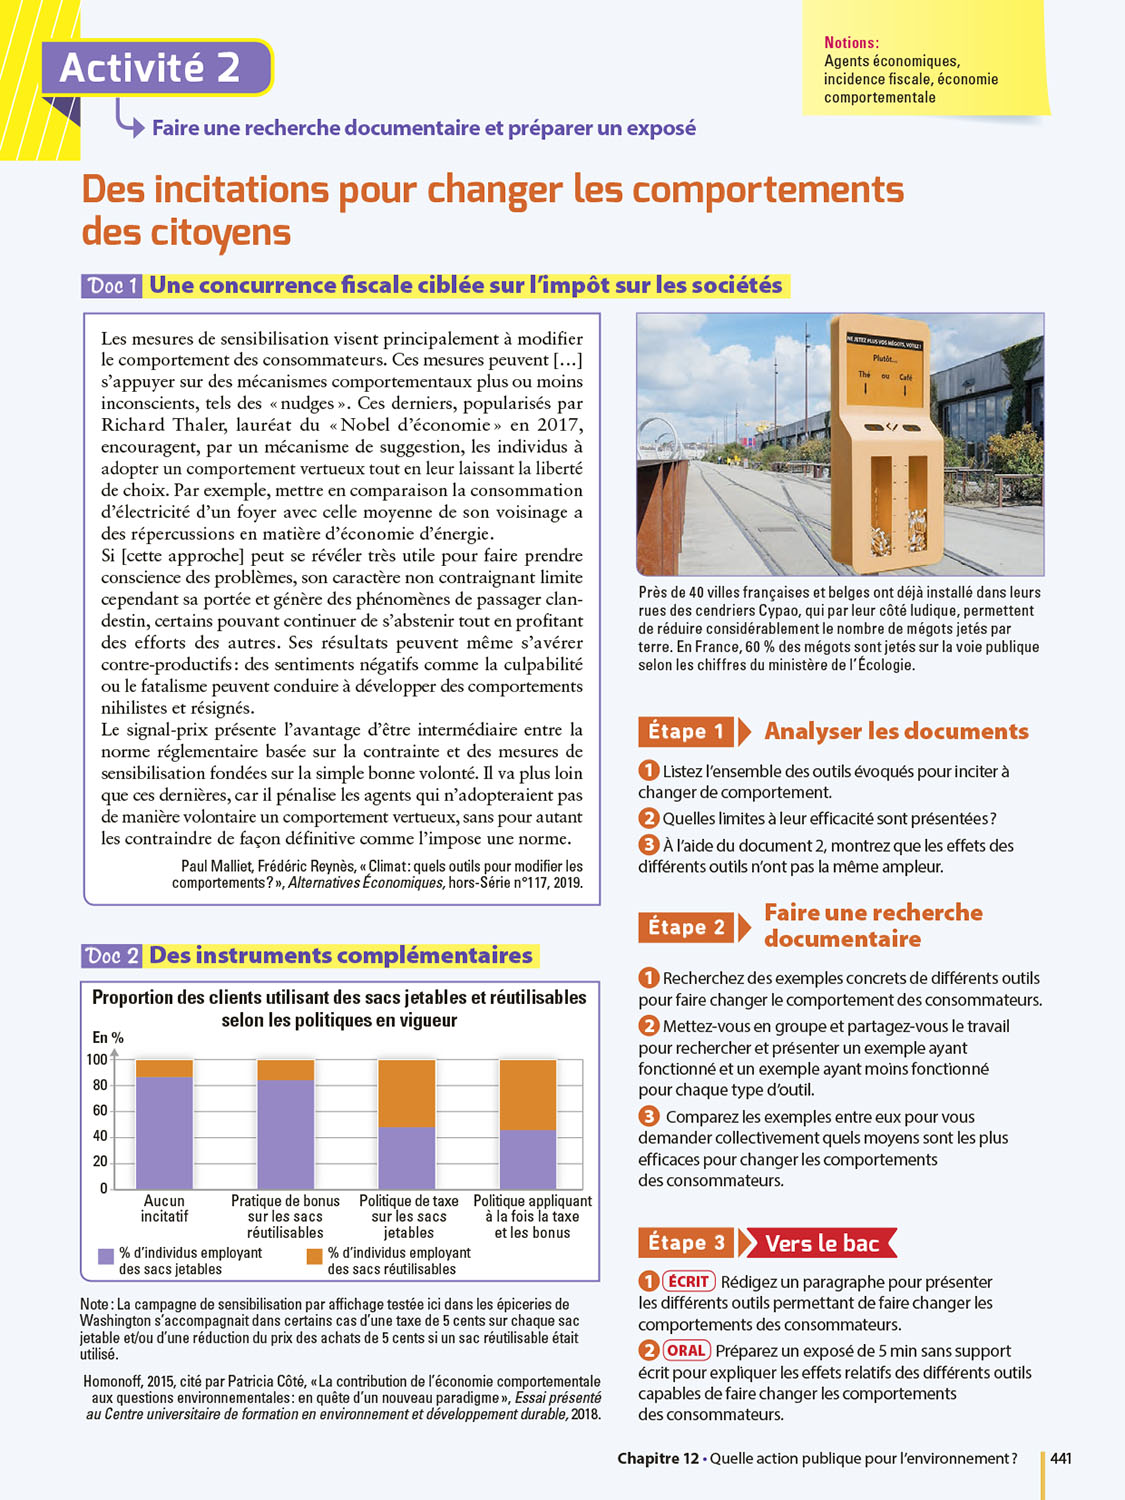 Activité 2
Faire une recherche documentaire et préparer un exposé
Notions :
Agents économiques,
incidence fiscale, économie
comportementale
Des incitations pour changer les comportements
des citoyens
Doc 1 Une concurrence fiscale ciblée sur l'impôt sur les sociétés
Les mesures de sensibilisation visent principalement à modifier
le comportement des consommateurs. Ces mesures peuvent […]
s'appuyer sur des mécanismes comportementaux plus ou moins
inconscients, tels des « nudges ». Ces derniers, popularisés par
Richard Thaler, lauréat du « Nobel d'économie » en 2017,
encouragent, par un mécanisme de suggestion, les individus à
adopter un comportement vertueux tout en leur laissant la liberté
de choix. Par exemple, mettre en comparaison la consommation
d'électricité d'un foyer avec celle moyenne de son voisinage a
des répercussions en matière d'économie d'énergie.
Si [cette approche] peut se révéler très utile pour faire prendre
conscience des problèmes, son caractère non contraignant limite
cependant sa portée et génère des phénomènes de passager clan-
destin, certains pouvant continuer de s'abstenir tout en profitant
des efforts des autres. Ses résultats peuvent même s'avérer
contre-productifs : des sentiments négatifs comme la culpabilité
ou le fatalisme peuvent conduire à développer des comportements
nihilistes et résignés.
Le signal-prix présente l'avantage d'être intermédiaire entre la
norme réglementaire basée sur la contrainte et des mesures de
sensibilisation fondées sur la simple bonne volonté. Il va plus loin
que ces dernières, car il pénalise les agents qui n'adopteraient pas
de manière volontaire un comportement vertueux, sans pour autant
les contraindre de façon définitive comme l'impose une norme.
Paul Malliet, Frédéric Reynès, « Climat : quels outils pour modifier les
comportements ? », Alternatives Économiques, hors-Série n°117, 2019.
NE JETEZ PLUS VOS MÉGOTS, VOTEZ !
Plutôt...
Thé ou Café
Près de 40 villes françaises et belges ont déjà installé dans leurs
rues des cendriers Cypao, qui par leur côté ludique, permettent
de réduire considérablement le nombre de mégots jetés par
terre. En France, 60 % des mégots sont jetés sur la voie publique
selon les chiffres du ministère de l'Écologie.
Doc 2 Des instruments complémentaires
Proportion des clients utilisant des sacs jetables et réutilisables
selon les politiques en vigueur
En %
100
80
60
40
20
0
Aucun
incitatif
Pratique de bonus
sur les sacs
réutilisables
Politique de taxe
sur les sacs
jetables
Politique appliquant
à la fois la taxe
et les bonus
% d'individus employant
des sacs jetables
% d'individus employant
des sacs réutilisables
Note : La campagne de sensibilisation par affichage testée ici dans les épiceries de
Washington s'accompagnait dans certains cas d'une taxe de 5 cents sur chaque sac
jetable et/ou d'une réduction du prix des achats de 5 cents si un sac réutilisable était
utilisé.
Homonoff, 2015, cité par Patricia Côté, « La contribution de l'économie comportementale
aux questions environnementales : en quête d'un nouveau paradigme », Essai présenté
au Centre universitaire de formation en environnement et développement durable, 2018.
Étape 1 Analyser les documents
1 Listez l'ensemble des outils évoqués pour inciter à
changer de comportement.
2 Quelles limites à leur efficacité sont présentées ?
3 À l'aide du document 2, montrez que les effets des
différents outils n'ont pas la même ampleur.
Étape 2 Faire une recherche
documentaire
1 Recherchez des exemples concrets de différents outils
pour faire changer le comportement des consommateurs.
2 Mettez-vous en groupe et partagez-vous le travail
pour rechercher et présenter un exemple ayant
fonctionné et un exemple ayant moins fonctionné
pour chaque type d'outil.
3 Comparez les exemples entre eux pour vous
demander collectivement quels moyens sont les plus
efficaces pour changer les comportements
des consommateurs.
Étape 3 Vers le bac
1 ÉCRIT Rédigez un paragraphe pour présenter
les différents outils permettant de faire changer les
comportements des consommateurs.
2 ORAL Préparez un exposé de 5 min sans support
écrit pour expliquer les effets relatifs des différents outils
capables de faire changer les comportements
des consommateurs.
Chapitre 12 • Quelle action publique pour l'environnement ? 441